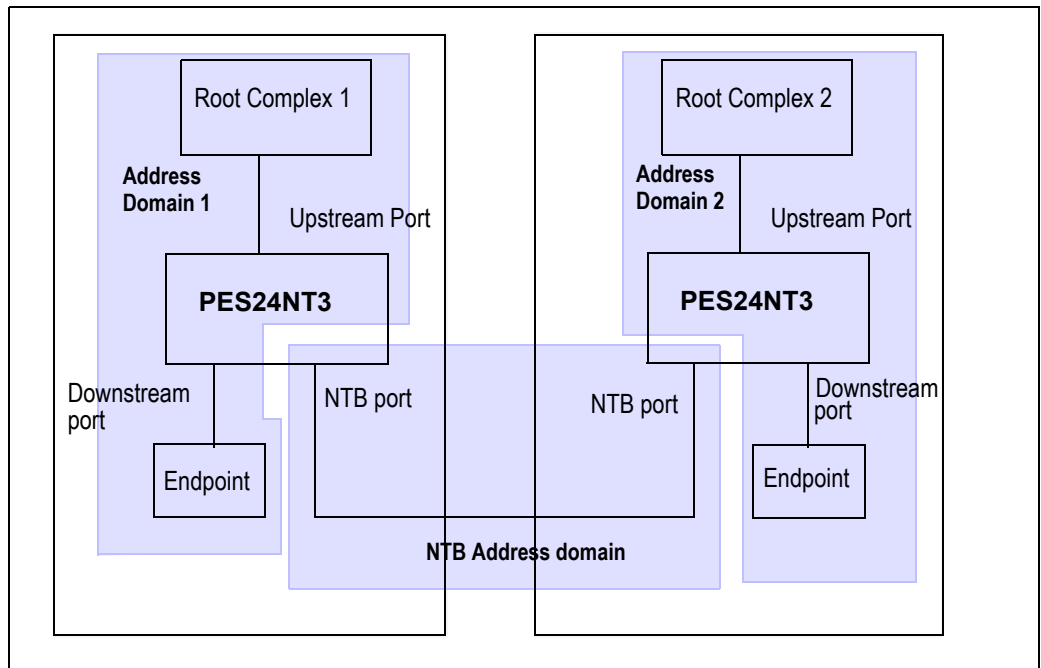 Root Complex 1
Address
Domain 1
Upstream Port
PES24NT3
Downstream
port
NTB port
Endpoint
Root Complex 2
Address
Domain 2
Upstream Port
PES24NT3
NTB port
Downstream
port
Endpoint
NTB Address domain